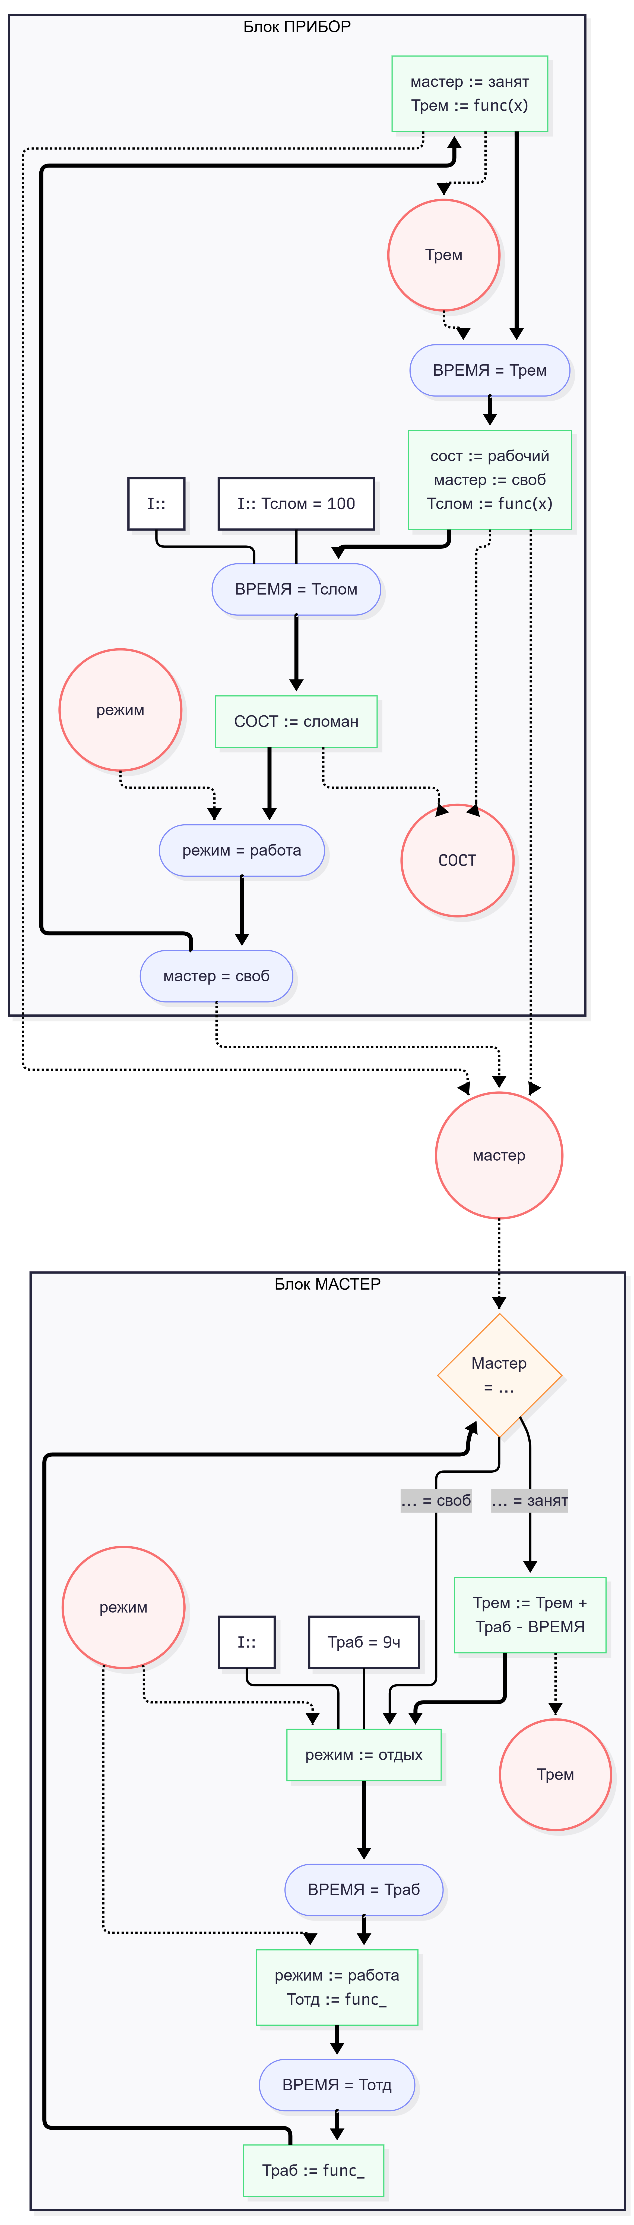 Блок ПРИБОР
мастер := занят
Трем := func(x)
Трем
ВРЕМЯ = Трем
сост := рабочий
мастер := своб
Тслом := func(x)
I::
I:: Тслом = 100
ВРЕМЯ = Тслом
режим
СОСТ := сломан
режим = работа
СОСТ
мастер = своб
мастер
Блок МАСТЕР
Мастер
= ...
... = своб
... = занят
режим
Трем := Трем +
Траб - ВРЕМЯ
I::
Траб = 9ч
режим := отдых
Трем
ВРЕМЯ = Траб
режим := работа
Тотд := func_
ВРЕМЯ = Тотд
Траб := func_